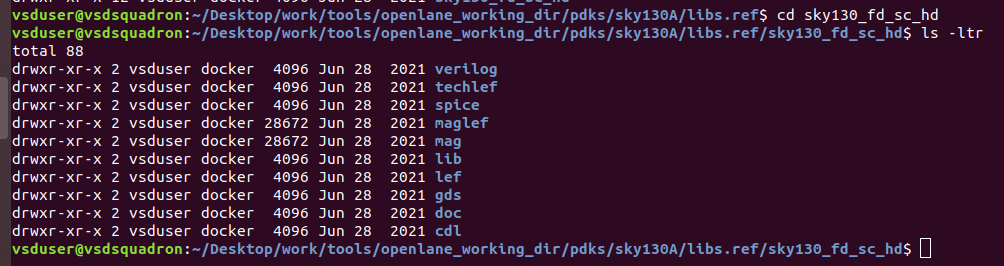 vsduser@vsdsquadron:~/Desktop/work/tools/openlane_working_dir/pdks/sky130A/libs.ref$ cd sky130_fd_sc_hd
vsduser@vsdsquadron:~/Desktop/work/tools/openlane_working_dir/pdks/sky130A/libs.ref/sky130_fd_sc_hd$ ls -ltr
total 88
drwxr-xr-x 2 vsduser docker  4096 Jun 28  2021 verilog
drwxr-xr-x 2 vsduser docker  4096 Jun 28  2021 techlef
drwxr-xr-x 2 vsduser docker  4096 Jun 28  2021 spice
drwxr-xr-x 2 vsduser docker 28672 Jun 28  2021 maglef
drwxr-xr-x 2 vsduser docker 28672 Jun 28  2021 mag
drwxr-xr-x 2 vsduser docker  4096 Jun 28  2021 lib
drwxr-xr-x 2 vsduser docker  4096 Jun 28  2021 lef
drwxr-xr-x 2 vsduser docker  4096 Jun 28  2021 gds
drwxr-xr-x 2 vsduser docker  4096 Jun 28  2021 doc
drwxr-xr-x 2 vsduser docker  4096 Jun 28  2021 cdl
vsduser@vsdsquadron:~/Desktop/work/tools/openlane_working_dir/pdks/sky130A/libs.ref/sky130_fd_sc_hd$